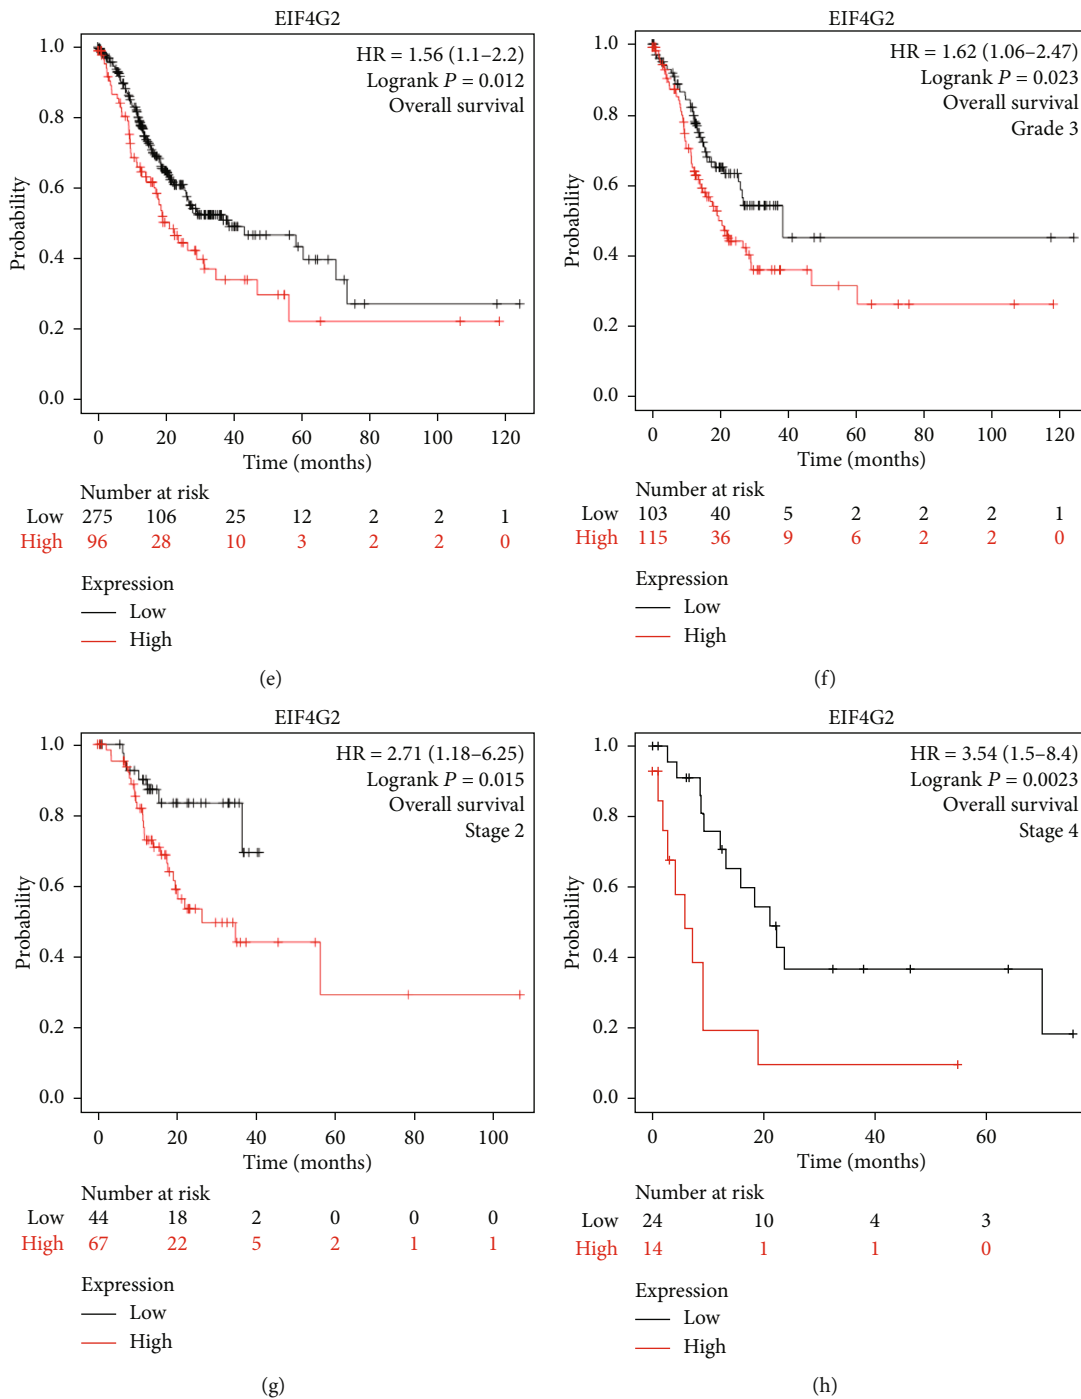 EIF4G2
HR = 1.56 (1.1–2.2)
Logrank P = 0.012
Overall survival
Probability
1.0
0.8
0.6
0.4
0.2
0.0
0 20 40 60 80 100 120
Time (months)
Number at risk
Low 275 106 25 12 2 2 1
High 96 28 10 3 2 2 0
Expression
Low
High
(e)
EIF4G2
HR = 1.62 (1.06–2.47)
Logrank P = 0.023
Overall survival
Grade 3
Probability
1.0
0.8
0.6
0.4
0.2
0.0
0 20 40 60 80 100 120
Time (months)
Number at risk
Low 103 40 5 2 2 2 1
High 115 36 9 6 2 2 0
Expression
Low
High
(f)
EIF4G2
HR = 2.71 (1.18–6.25)
Logrank P = 0.015
Overall survival
Stage 2
Probability
1.0
0.8
0.6
0.4
0.2
0.0
0 20 40 60 80 100
Time (months)
Number at risk
Low 44 18 2 0 0 0
High 67 22 5 2 1 1
Expression
Low
High
(g)
EIF4G2
HR = 3.54 (1.5–8.4)
Logrank P = 0.0023
Overall survival
Stage 4
Probability
1.0
0.8
0.6
0.4
0.2
0.0
0 20 40 60
Time (months)
Number at risk
Low 24 10 4 3
High 14 1 1 0
Expression
Low
High
(h)